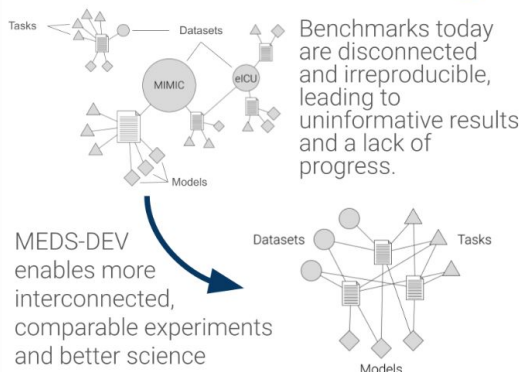 Tasks
Datasets
MIMIC
eICU
Models
Benchmarks today
are disconnected
and irreproducible,
leading to
uninformative results
and a lack of
progress.
MEDS-DEV
enables more
interconnected,
comparable experiments
and better science
Datasets
Tasks
Models